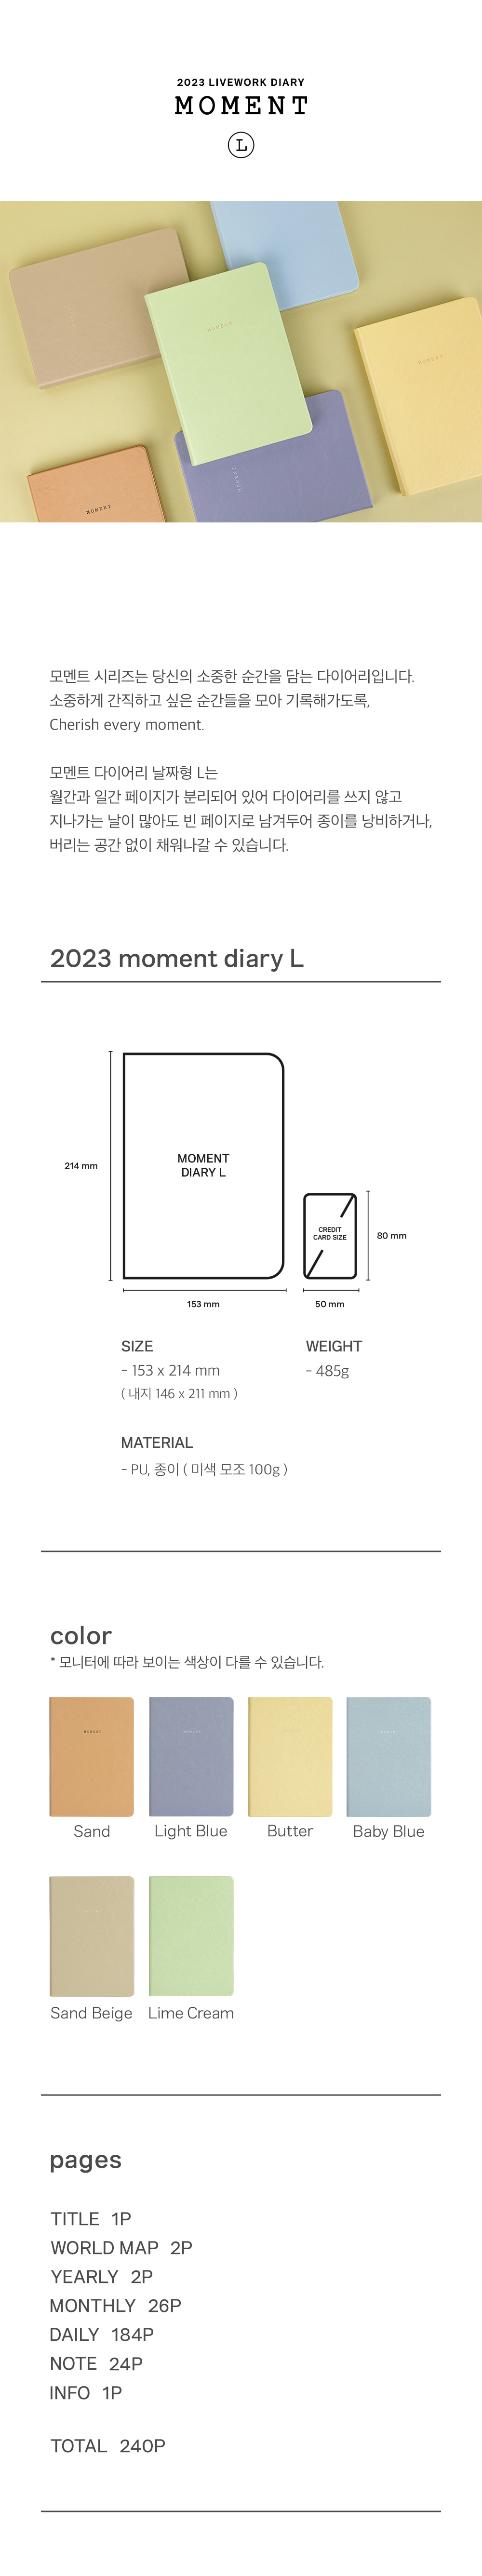 2023 LIVEWORK DIARY
MOMENT
L
MOMENT
MOMENT
MOMENT
MOMENT
모멘트 시리즈는 당신의 소중한 순간을 담는 다이어리입니다.
소중하게 간직하고 싶은 순간들을 모아 기록해가도록,
Cherish every moment.
모멘트 다이어리 날짜형 L는
월간과 일간 페이지가 분리되어 있어 다이어리를 쓰지 않고
지나가는 날이 많아도 빈 페이지로 남겨두어 종이를 낭비하거나,
버리는 공간 없이 채워나갈 수 있습니다.
2023 moment diary L
214 mm
MOMENT
DIARY L
CREDIT
CARD SIZE
80 mm
153 mm
50 mm
SIZE
- 153 x 214 mm
( 내지 146 x 211 mm )
WEIGHT
- 485g
MATERIAL
- PU, 종이 ( 미색 모조 100g )
color
* 모니터에 따라 보이는 색상이 다를 수 있습니다.
MOMENT
MOMENT
Sand
Light Blue
Butter
Baby Blue
Sand Beige
Lime Cream
pages
TITLE 1P
WORLD MAP 2P
YEARLY 2P
MONTHLY 26P
DAILY 184P
NOTE 24P
INFO 1P
TOTAL 240P